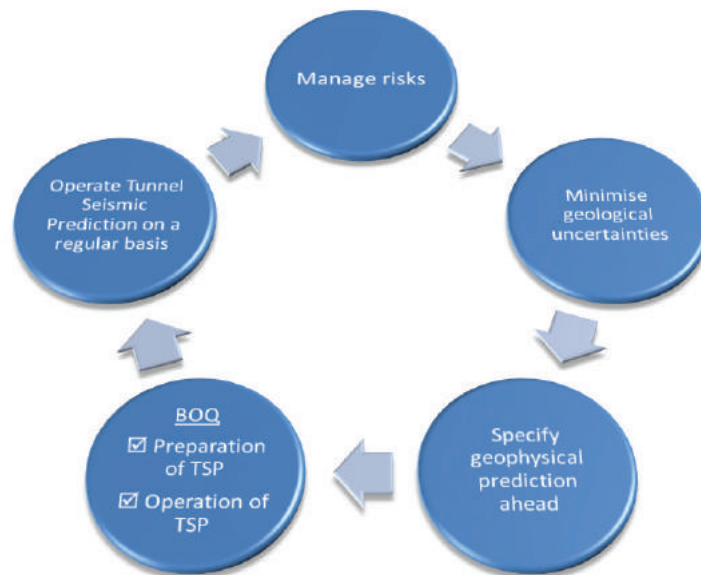 Manage risks
Minimise
geological
uncertainties
Specify
geophysical
prediction
ahead
BOQ
☑ Preparation
of TSP
☑ Operation of
TSP
Operate Tunnel
Seismic
Prediction on a
regular basis